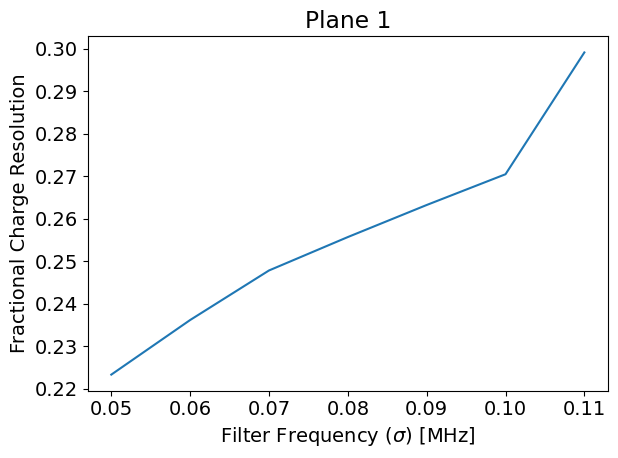 Plane 1
Fractional Charge Resolution
0.30
0.29
0.28
0.27
0.26
0.25
0.24
0.23
0.22
0.05 0.06 0.07 0.08 0.09 0.10 0.11
Filter Frequency (σ) [MHz]